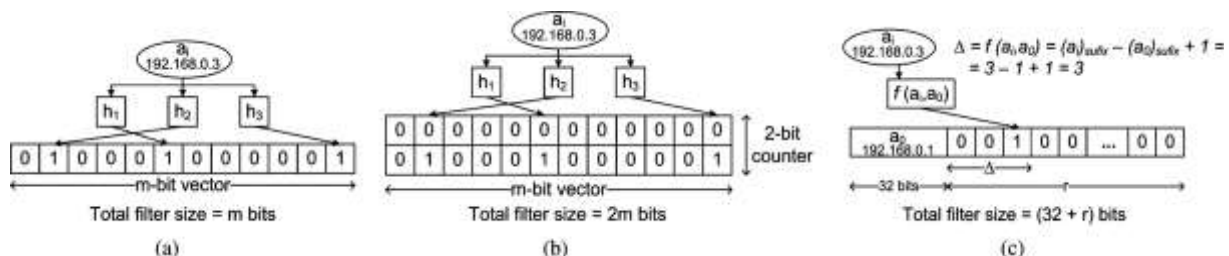 aᵢ
192.168.0.3
h₁ h₂ h₃
0 1 0 0 0 1 0 0 0 0 0 1
m-bit vector
Total filter size = m bits
(a)
aᵢ
192.168.0.3
h₁ h₂ h₃
0 0 0 0 0 0 0 0 0 0 0 0
0 1 0 0 0 1 0 0 0 0 0 1
2-bit
counter
m-bit vector
Total filter size = 2m bits
(b)
aᵢ
192.168.0.3
Δ = f (aᵢ,a₀) = (aᵢ)sufix – (a₀)sufix + 1 =
= 3 – 1 + 1 = 3
f (aᵢ,a₀)
a₀
192.168.0.1
0 0 1 0 0 ... 0 0
Δ
32 bits r
Total filter size = (32 + r) bits
(c)